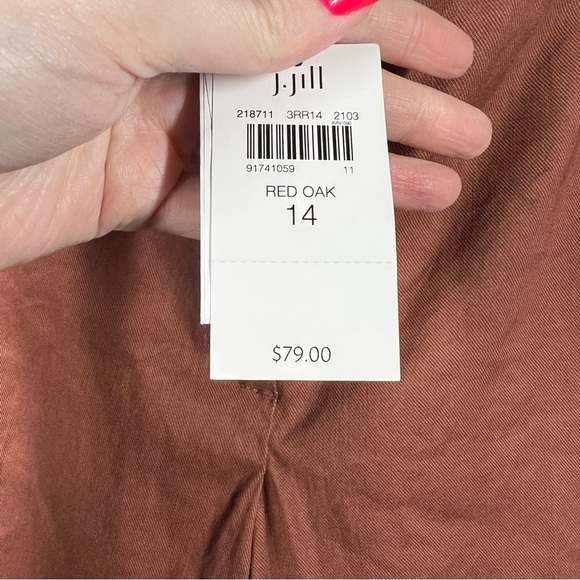 j.jill
218711 3RR14 2103
91741059 11
RED OAK
14
$79.00